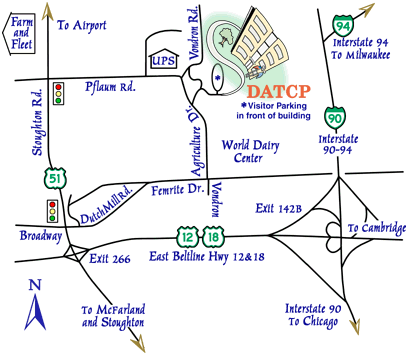 Farm
and
Fleet
To Airport
Vondron Rd.
94
Interstate 94
To Milwaukee
UPS
Pflaum Rd.
*
DATCP
*Visitor Parking
in front of building
Stoughton Rd.
Agriculture Dr.
90
Interstate
90-94
World Dairy
Center
51
Femrite Dr.
Dutch Mill Rd.
Vondron
Exit 142B
Broadway
To Cambridge
12
18
Exit 266
East Beltline Hwy 12&18
N
To McFarland
and Stoughton
Interstate 90
To Chicago